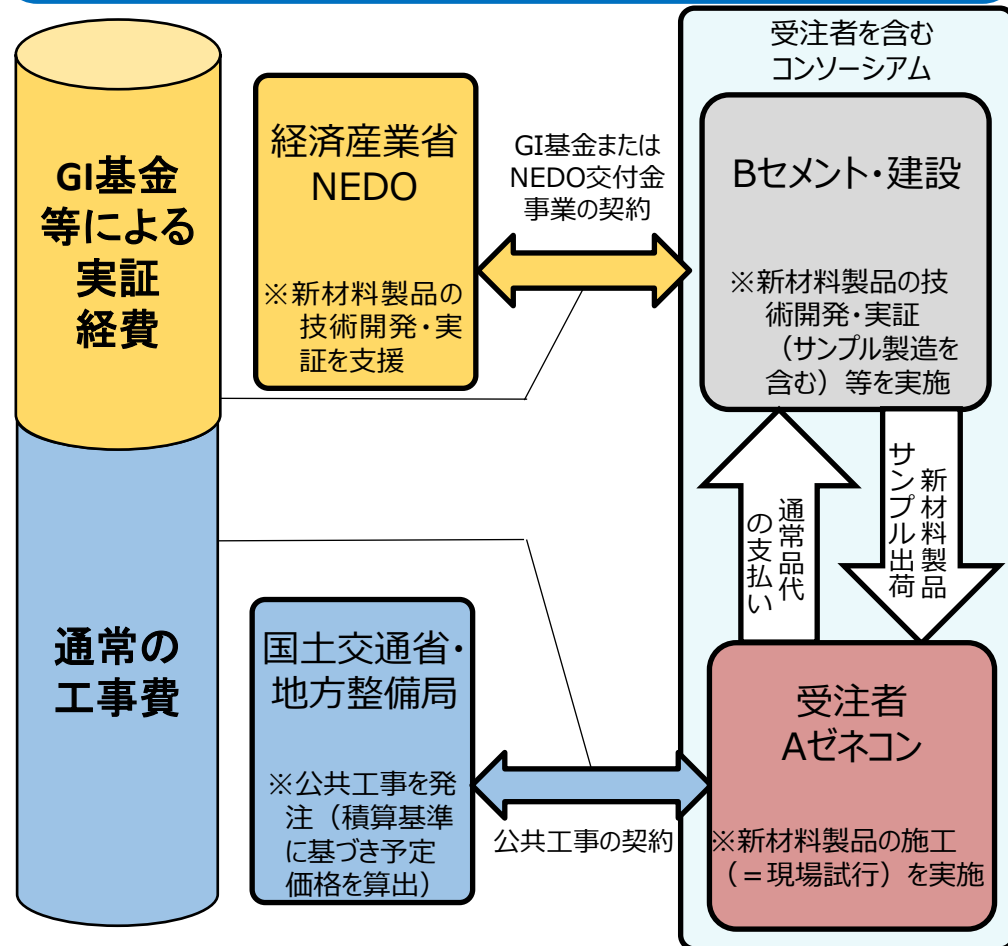 GI基金
等による
実証
経費
通常の
工事費
経済産業省
NEDO
※新材料製品の
技術開発・実
証を支援
GI基金または
NEDO交付金
事業の契約
受注者を含む
コンソーシアム
Bセメント・建設
※新材料製品の技
術開発・実証
（サンプル製造を
含む）等を実施
通常品代
の支払い
新材料製品
サンプル出荷
国土交通省・
地方整備局
※公共工事を発
注（積算基準
に基づき予定
価格を算出）
公共工事の契約
受注者
Aゼネコン
※新材料製品の施工
（＝現場試行）を実施